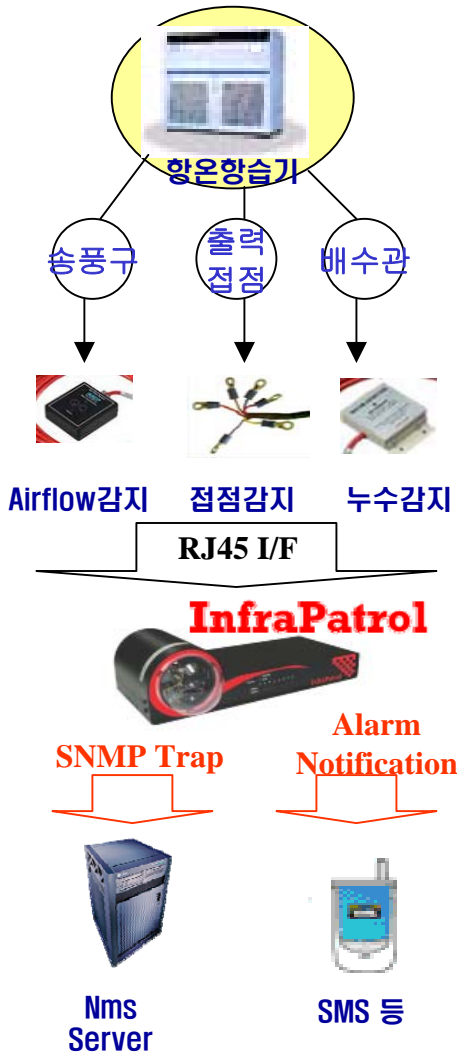 항온항습기
송풍구
출력
접점
배수관
Airflow감지
접점감지
누수감지
RJ45 I/F
InfraPatrol
SNMP Trap
Alarm
Notification
Nms
Server
SMS 등